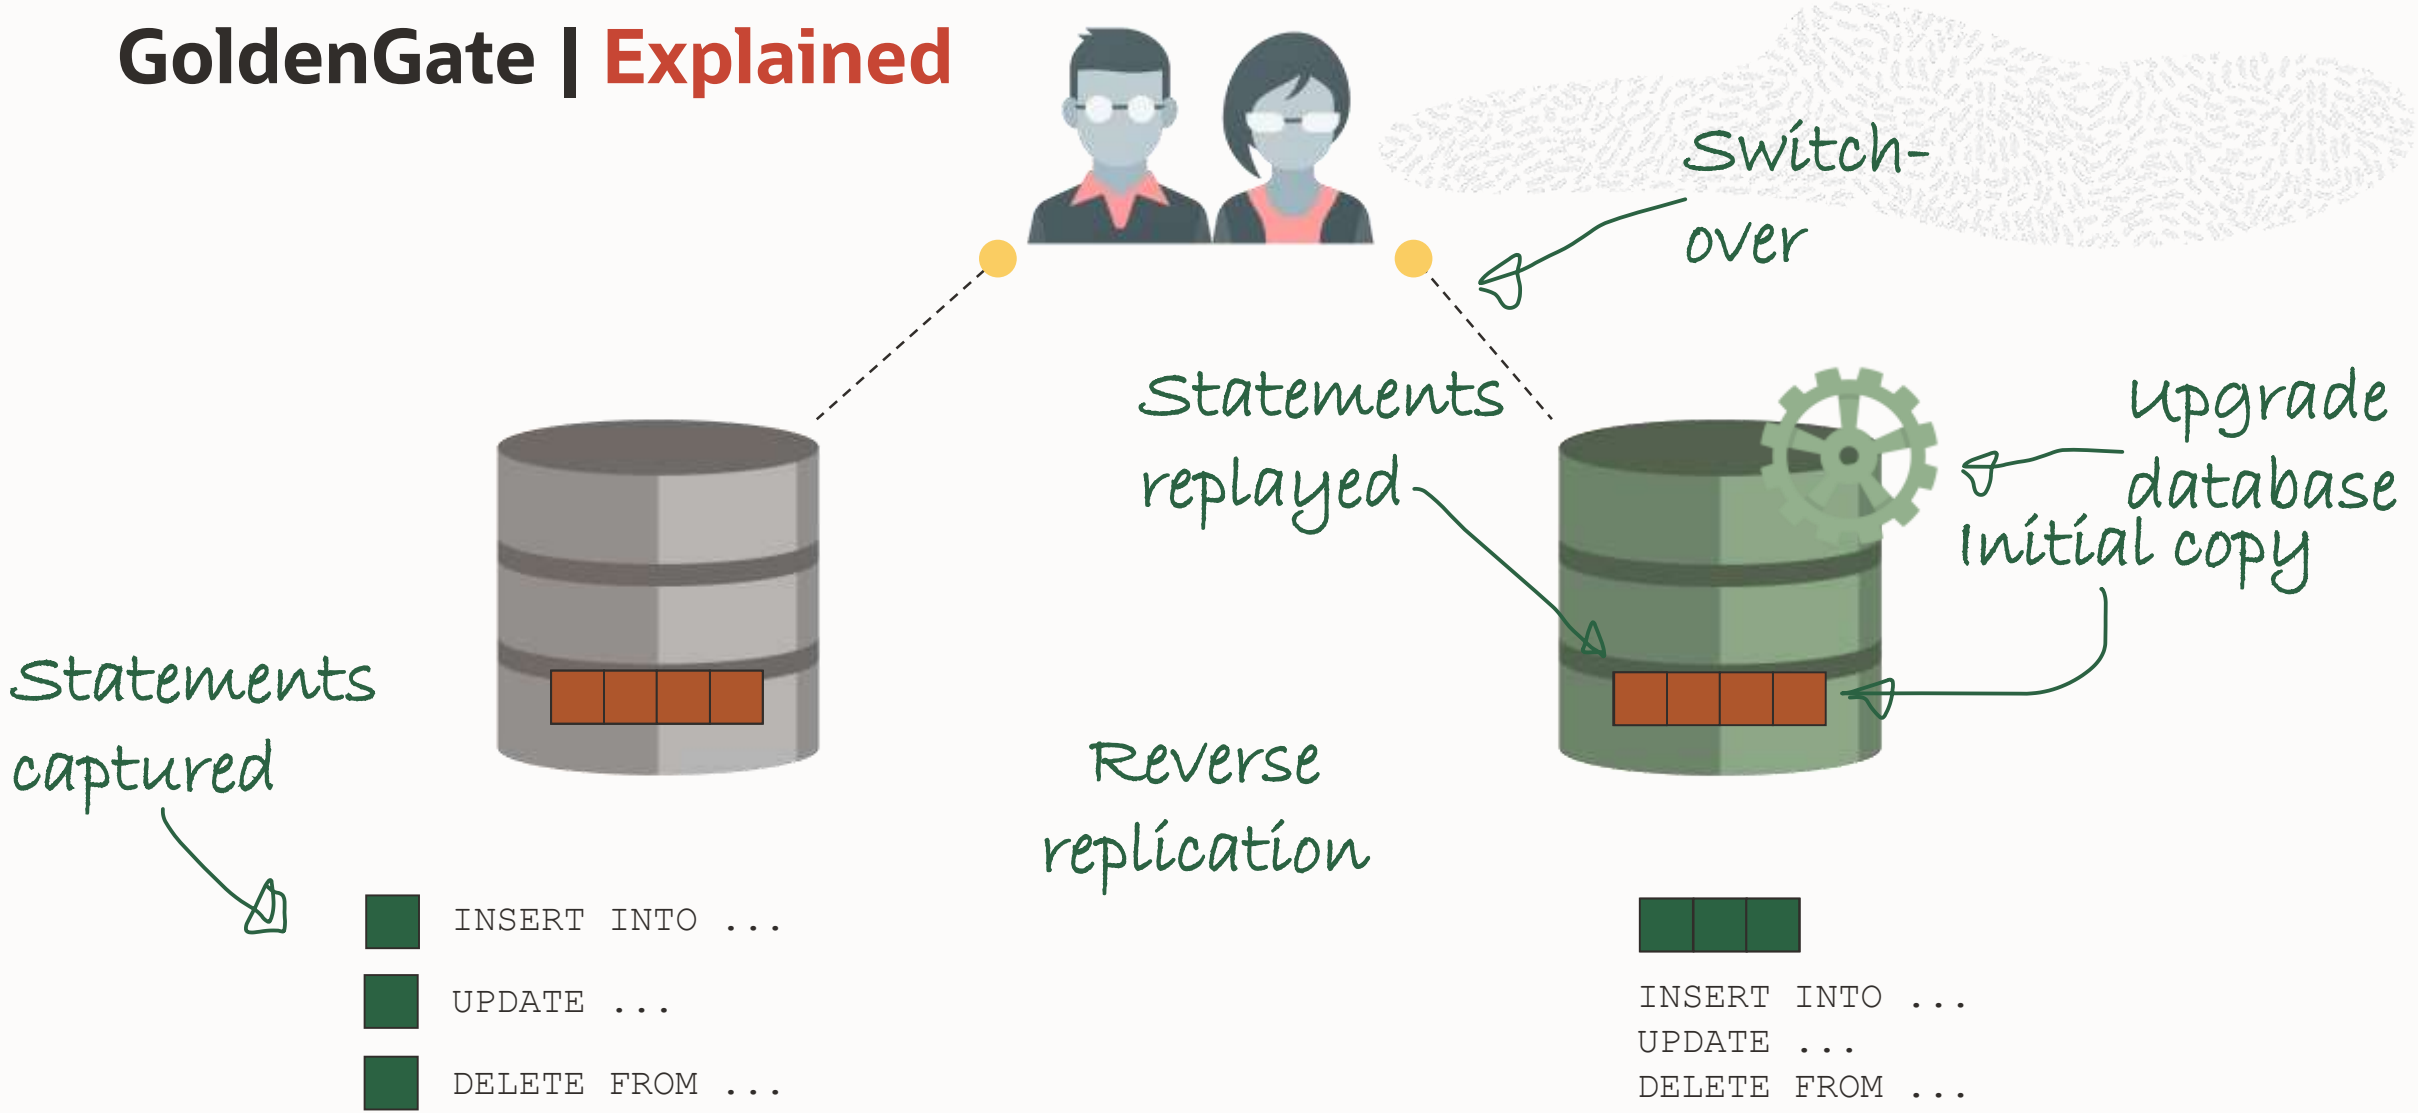 GoldenGate | Explained
Switch-
over
Statements
replayed
Upgrade
database
Initial copy
Statements
captured
Reverse
replication
INSERT INTO ...
UPDATE ...
DELETE FROM ...
INSERT INTO ...
UPDATE ...
DELETE FROM ...